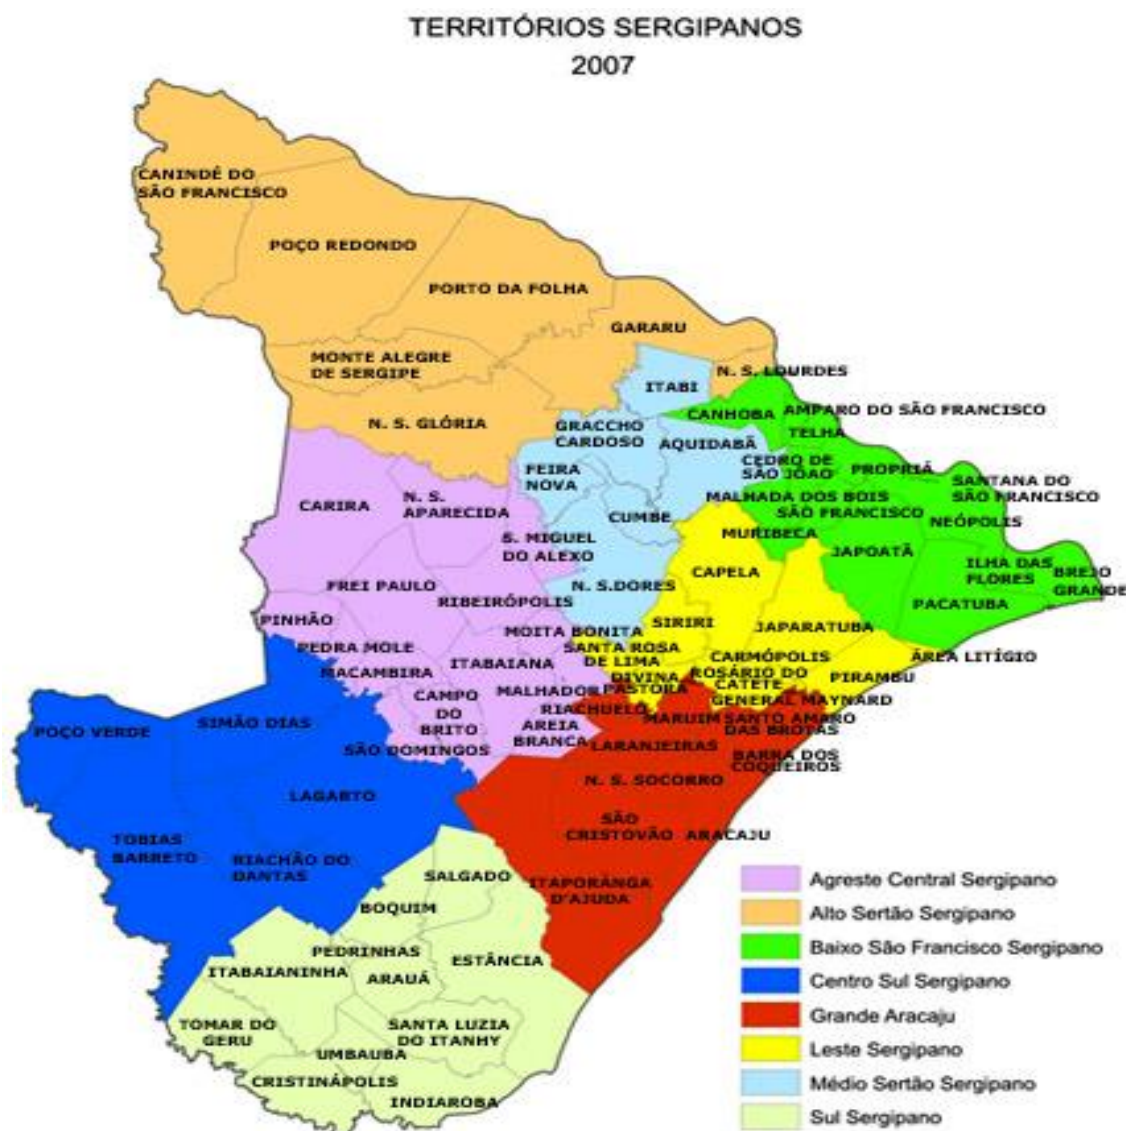 TERRITÓRIOS SERGIPANOS
2007
CANINDÉ DO
SÃO FRANCISCO
POÇO REDONDO
PORTO DA FOLHA
GARARU
MONTE ALEGRE
DE SERGIPE
N. S. LOURDES
ITABI
N. S. GLÓRIA
CANHOBA
AMPARO DO SÃO FRANCISCO
GRACCHO
CARDOSO
AQUIDABÃ
TELHA
CEDRO DE
SÃO JOÃO
PROPRIÁ
FEIRA
NOVA
SANTANA DO
SÃO FRANCISCO
CARIRA
N. S.
APARECIDA
MALHADA DOS BOIS
SÃO FRANCISCO
CUMBE
NEÓPOLIS
MURIBECA
S. MIGUEL
DO ALEXO
JAPOATÃ
CAPELA
ILHA DAS
FLORES
BREJO
GRANDE
FREI PAULO
N. S.DORES
RIBEIRÓPOLIS
PACATUBA
PINHÃO
MOITA BONITA
SIRIRI
JAPARATUBA
PEDRA MOLE
SANTA ROSA
DE LIMA
CARMÓPOLIS
ÁREA LITÍGIO
MACAMBIRA
ITABAIANA
DIVINA
PASTORA
ROSÁRIO DO
CATETE
PIRAMBU
CAMPO
DO
BRITO
MALHADOR
GENERAL MAYNARD
RIACHUELO
MARUIM
SANTO AMARO
DAS BROTAS
SIMÃO DIAS
POÇO VERDE
AREIA
BRANCA
SÃO DOMINGOS
LARANJEIRAS
BARRA DOS
COQUEIROS
N. S. SOCORRO
LAGARTO
SÃO
CRISTOVÃO
ARACAJU
TOBIAS
BARRETO
RIACHÃO DO
DANTAS
SALGADO
ITAPORÀNGA
D'AJUDA
BOQUIM
PEDRINHAS
ITABAIANINHA
ARAUÁ
ESTÂNCIA
TOMAR DO
GERU
SANTA LUZIA
DO ITANHY
UMBAUBA
CRISTINÁPOLIS
INDIAROBA
Agreste Central Sergipano
Alto Sertão Sergipano
Baixo São Francisco Sergipano
Centro Sul Sergipano
Grande Aracaju
Leste Sergipano
Médio Sertão Sergipano
Sul Sergipano